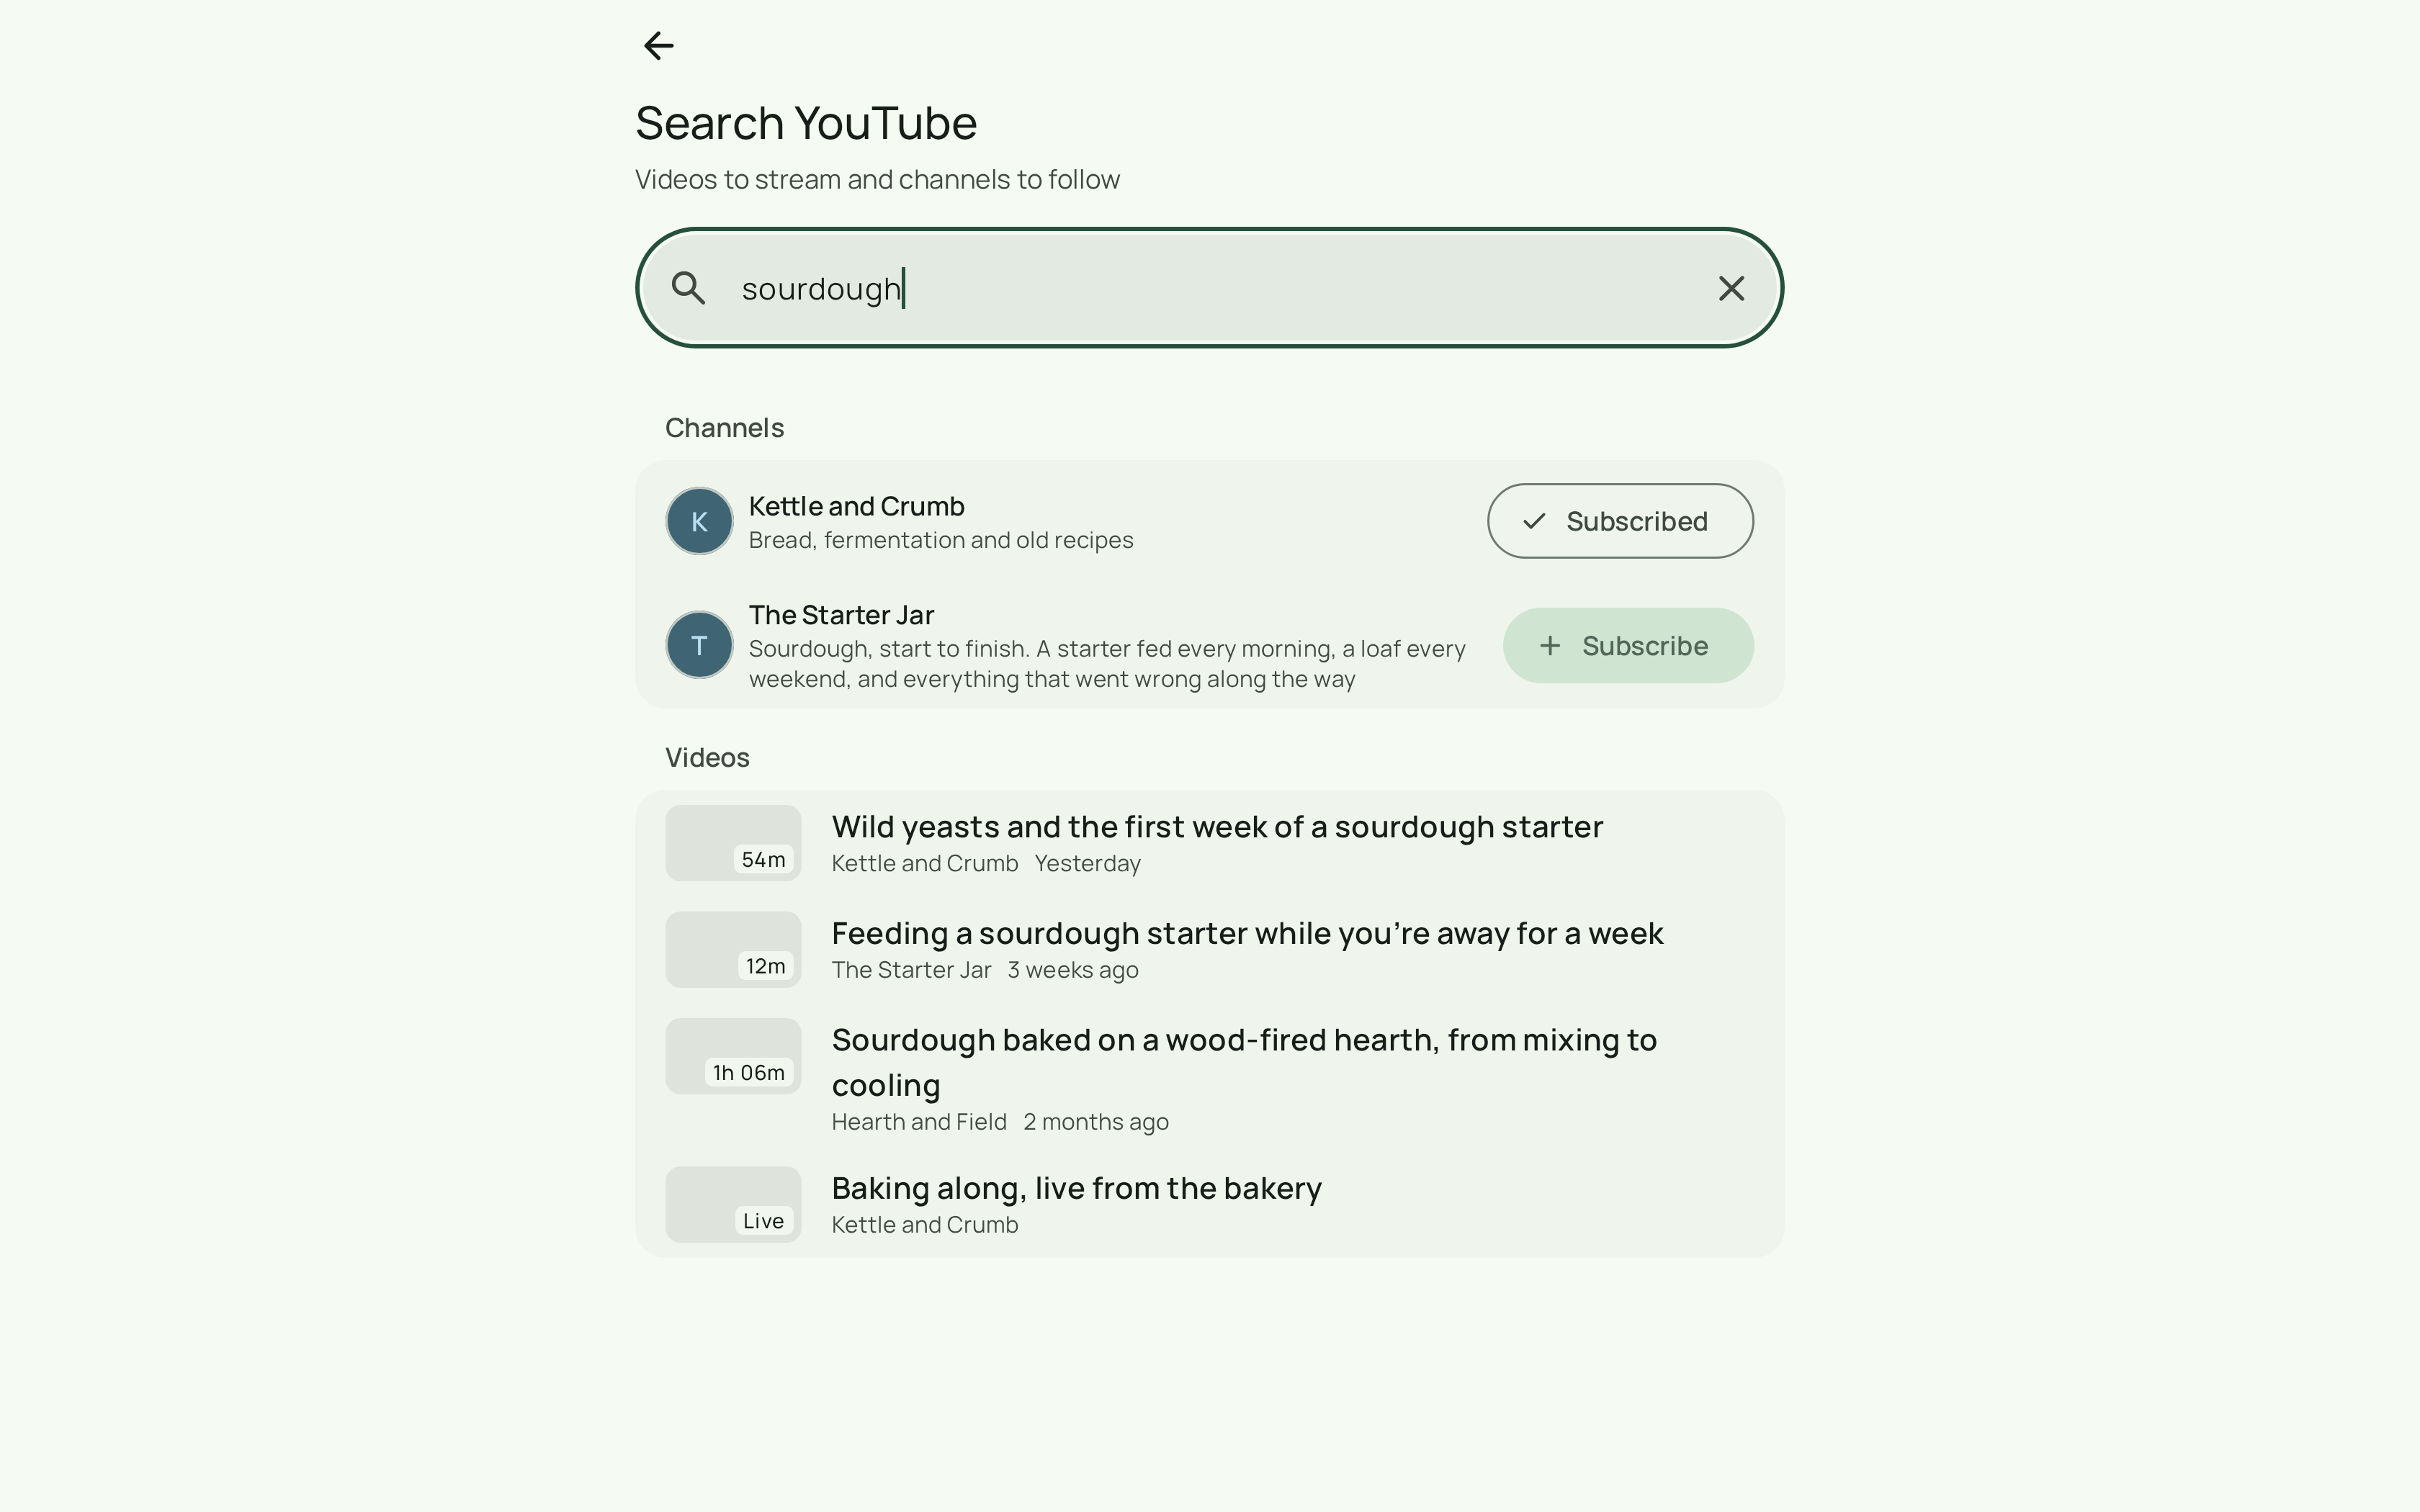 Search YouTube
Videos to stream and channels to follow
sourdough
Channels
K
Kettle and Crumb
Bread, fermentation and old recipes
Subscribed
T
The Starter Jar
Sourdough, start to finish. A starter fed every morning, a loaf every
weekend, and everything that went wrong along the way
Subscribe
Videos
54m
Wild yeasts and the first week of a sourdough starter
Kettle and Crumb Yesterday
12m
Feeding a sourdough starter while you’re away for a week
The Starter Jar 3 weeks ago
1h 06m
Sourdough baked on a wood-fired hearth, from mixing to
cooling
Hearth and Field 2 months ago
Live
Baking along, live from the bakery
Kettle and Crumb